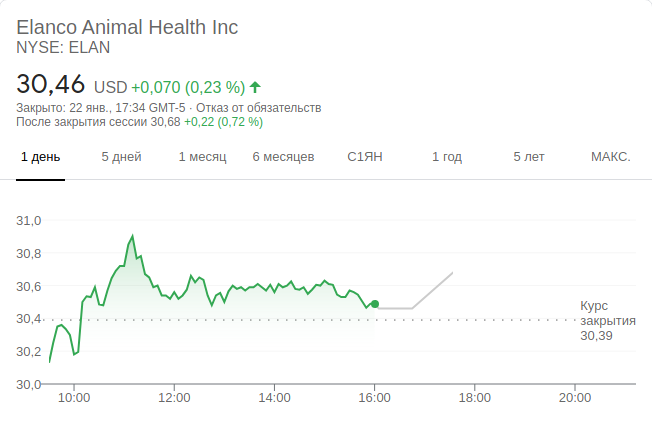 Elanco Animal Health Inc
NYSE: ELAN
30,46 USD +0,070 (0,23 %)
Закрыто: 22 янв., 17:34 GMT-5 · Отказ от обязательств
После закрытия сессии 30,68 +0,22 (0,72 %)
1 день 5 дней 1 месяц 6 месяцев С1ЯН 1 год 5 лет МАКС.
31,0
30,8
30,6
30,4
30,2
30,0
Курс
закрытия
30,39
10:00 12:00 14:00 16:00 18:00 20:00